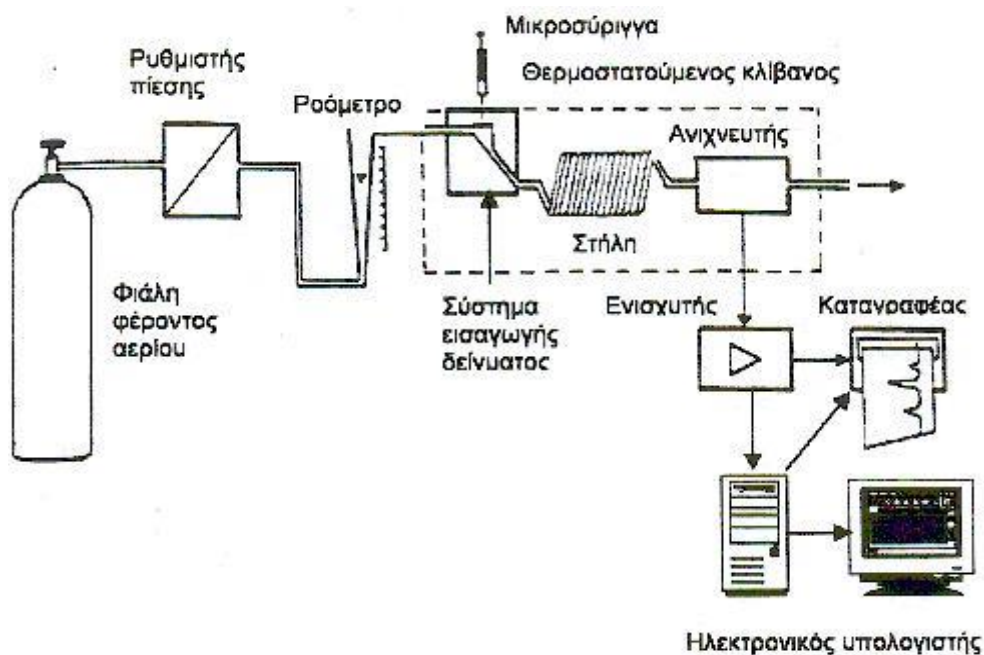 Μικροσύριγγα
Ρυθμιστής
πίεσης
Θερμοστατούμενος κλίβανος
Ροόμετρο
Ανιχνευτής
Στήλη
Φιάλη
φέροντος
αερίου
Σύστημα
εισαγωγής
δείγματος
Ενισχυτής
Καταγραφέας
Ηλεκτρονικός υπολογιστής